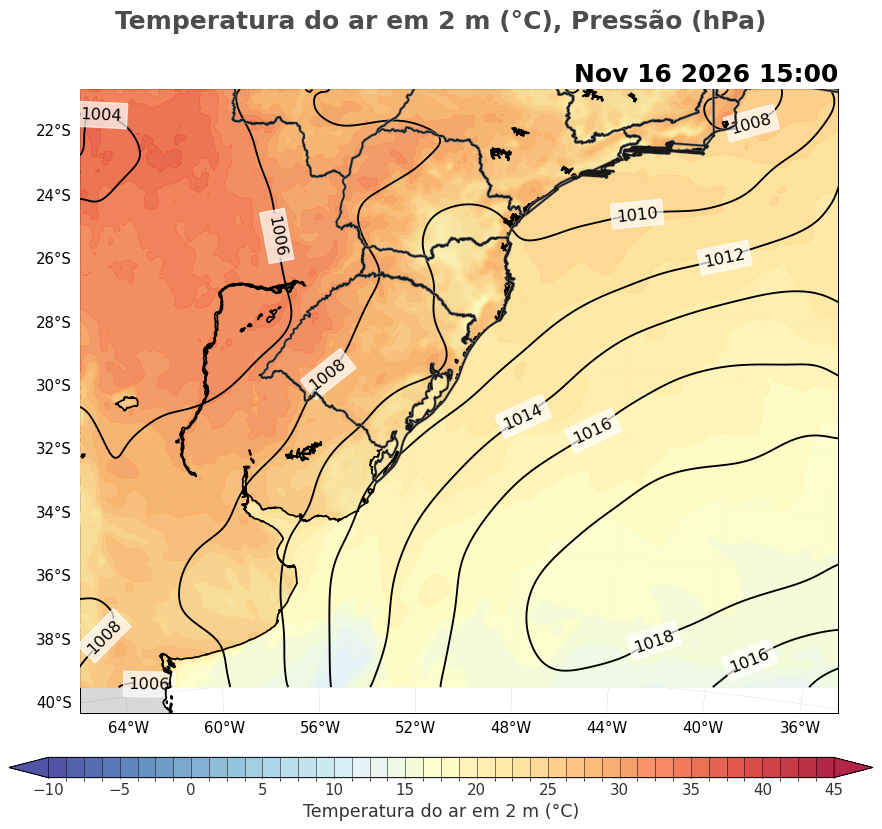 Temperatura do ar em 2 m (°C), Pressão (hPa)
Nov 16 2026 15:00
1004
1008
22°S
24°S
1010
1006
26°S
1012
28°S
30°S
1008
1014
1016
32°S
34°S
36°S
38°S
1008
1018
1016
1006
40°S
64°W 60°W 56°W 52°W 48°W 44°W 40°W 36°W
−10 −5 0 5 10 15 20 25 30 35 40 45
Temperatura do ar em 2 m (°C)